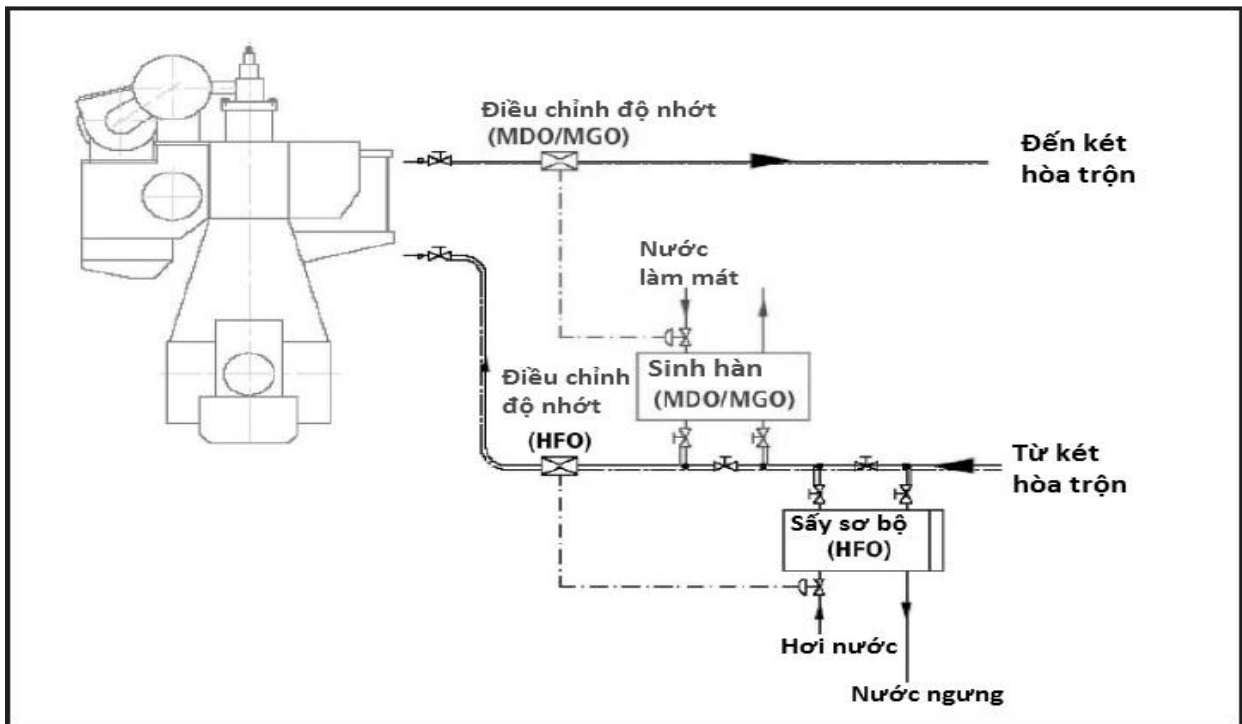 Điều chỉnh độ nhớt
(MDO/MGO)
Đến két
hòa trộn
Nước
làm mát
Sinh hàn
(MDO/MGO)
Điều chỉnh
độ nhớt
(HFO)
Từ két
hòa trộn
Sấy sơ bộ
(HFO)
Hơi nước
Nước ngưng